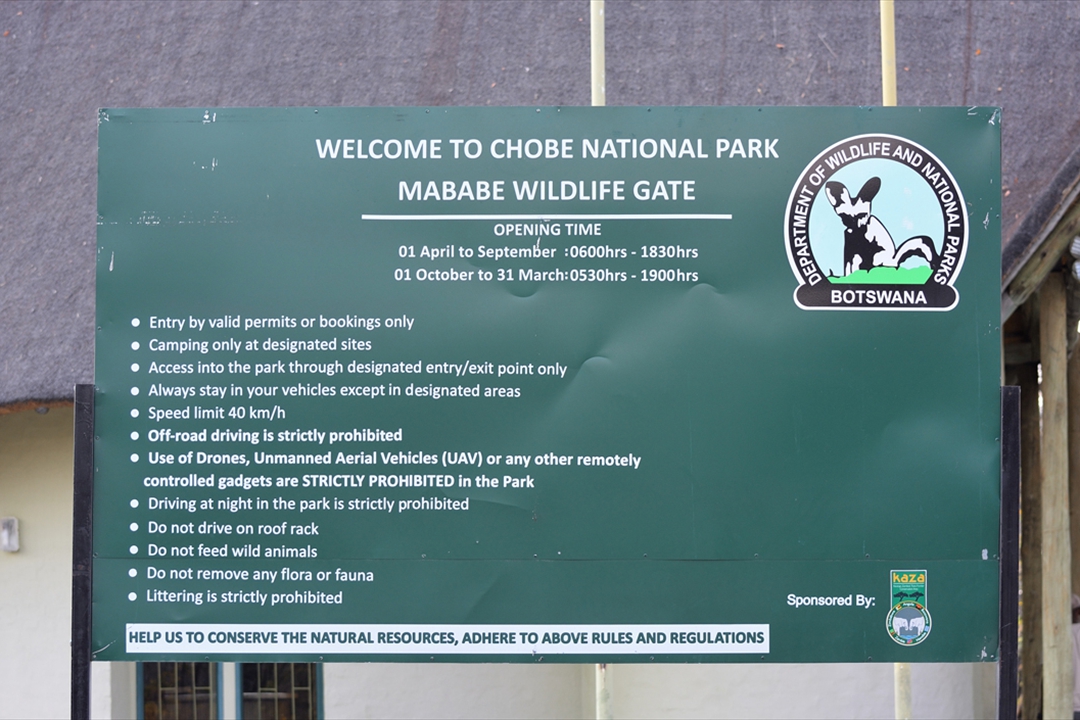 WELCOME TO CHOBE NATIONAL PARK
MABABE WILDLIFE GATE
OPENING TIME
01 April to September :0600hrs - 1830hrs
01 October to 31 March:0530hrs - 1900hrs
DEPARTMENT OF WILDLIFE AND NATIONAL PARKS
BOTSWANA
● Entry by valid permits or bookings only
● Camping only at designated sites
● Access into the park through designated entry/exit point only
● Always stay in your vehicles except in designated areas
● Speed limit 40 km/h
● Off-road driving is strictly prohibited
● Use of Drones, Unmanned Aerial Vehicles (UAV) or any other remotely
controlled gadgets are STRICTLY PROHIBITED in the Park
● Driving at night in the park is strictly prohibited
● Do not drive on roof rack
● Do not feed wild animals
● Do not remove any flora or fauna
● Littering is strictly prohibited
Sponsored By:
kaza
HELP US TO CONSERVE THE NATURAL RESOURCES, ADHERE TO ABOVE RULES AND REGULATIONS